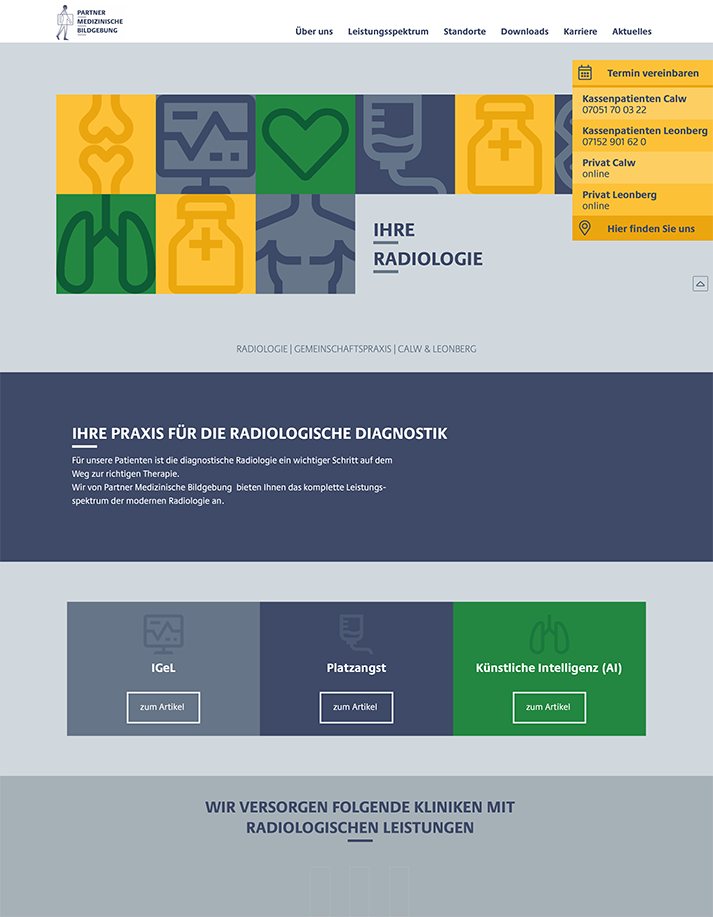 PARTNER
MEDIZINISCHE
BILDGEBUNG
Über uns Leistungsspektrum Standorte Downloads Karriere Aktuelles
Termin vereinbaren
Kassenpatienten Calw
07051 70 03 22
Kassenpatienten Leonberg
07152 901 62 0
Privat Calw
online
Privat Leonberg
online
Hier finden Sie uns
IHRE
RADIOLOGIE
RADIOLOGIE | GEMEINSCHAFTSPRAXIS | CALW & LEONBERG
IHRE PRAXIS FÜR DIE RADIOLOGISCHE DIAGNOSTIK
Für unsere Patienten ist die diagnostische Radiologie ein wichtiger Schritt auf dem
Weg zur richtigen Therapie.
Wir von Partner Medizinische Bildgebung bieten Ihnen das komplette Leistungs-
spektrum der modernen Radiologie an.
IGeL Platzangst Künstliche Intelligenz (AI)
zum Artikel zum Artikel zum Artikel
WIR VERSORGEN FOLGENDE KLINIKEN MIT
RADIOLOGISCHEN LEISTUNGEN